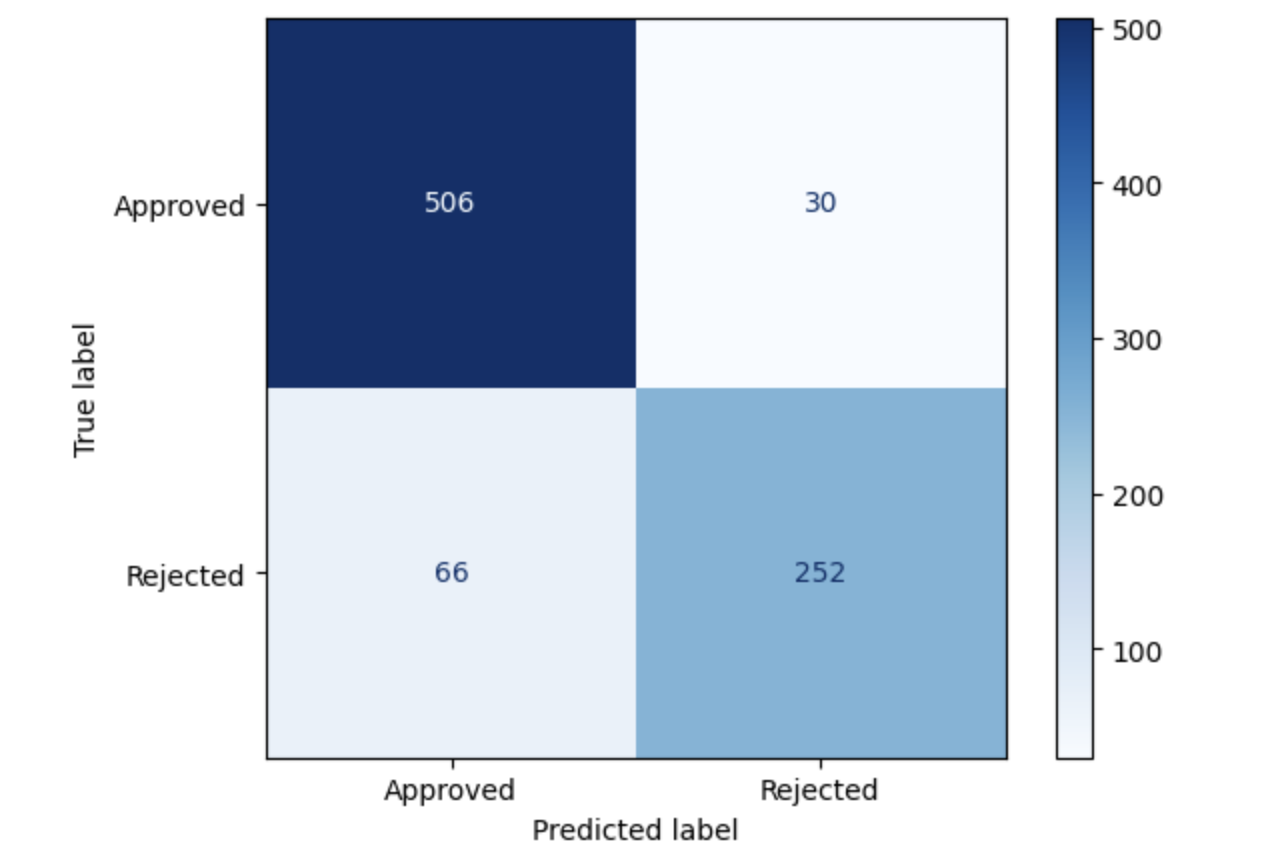 500
506
30
400
Approved
300
True label
200
Rejected
66
252
100
Approved
Rejected
Predicted label